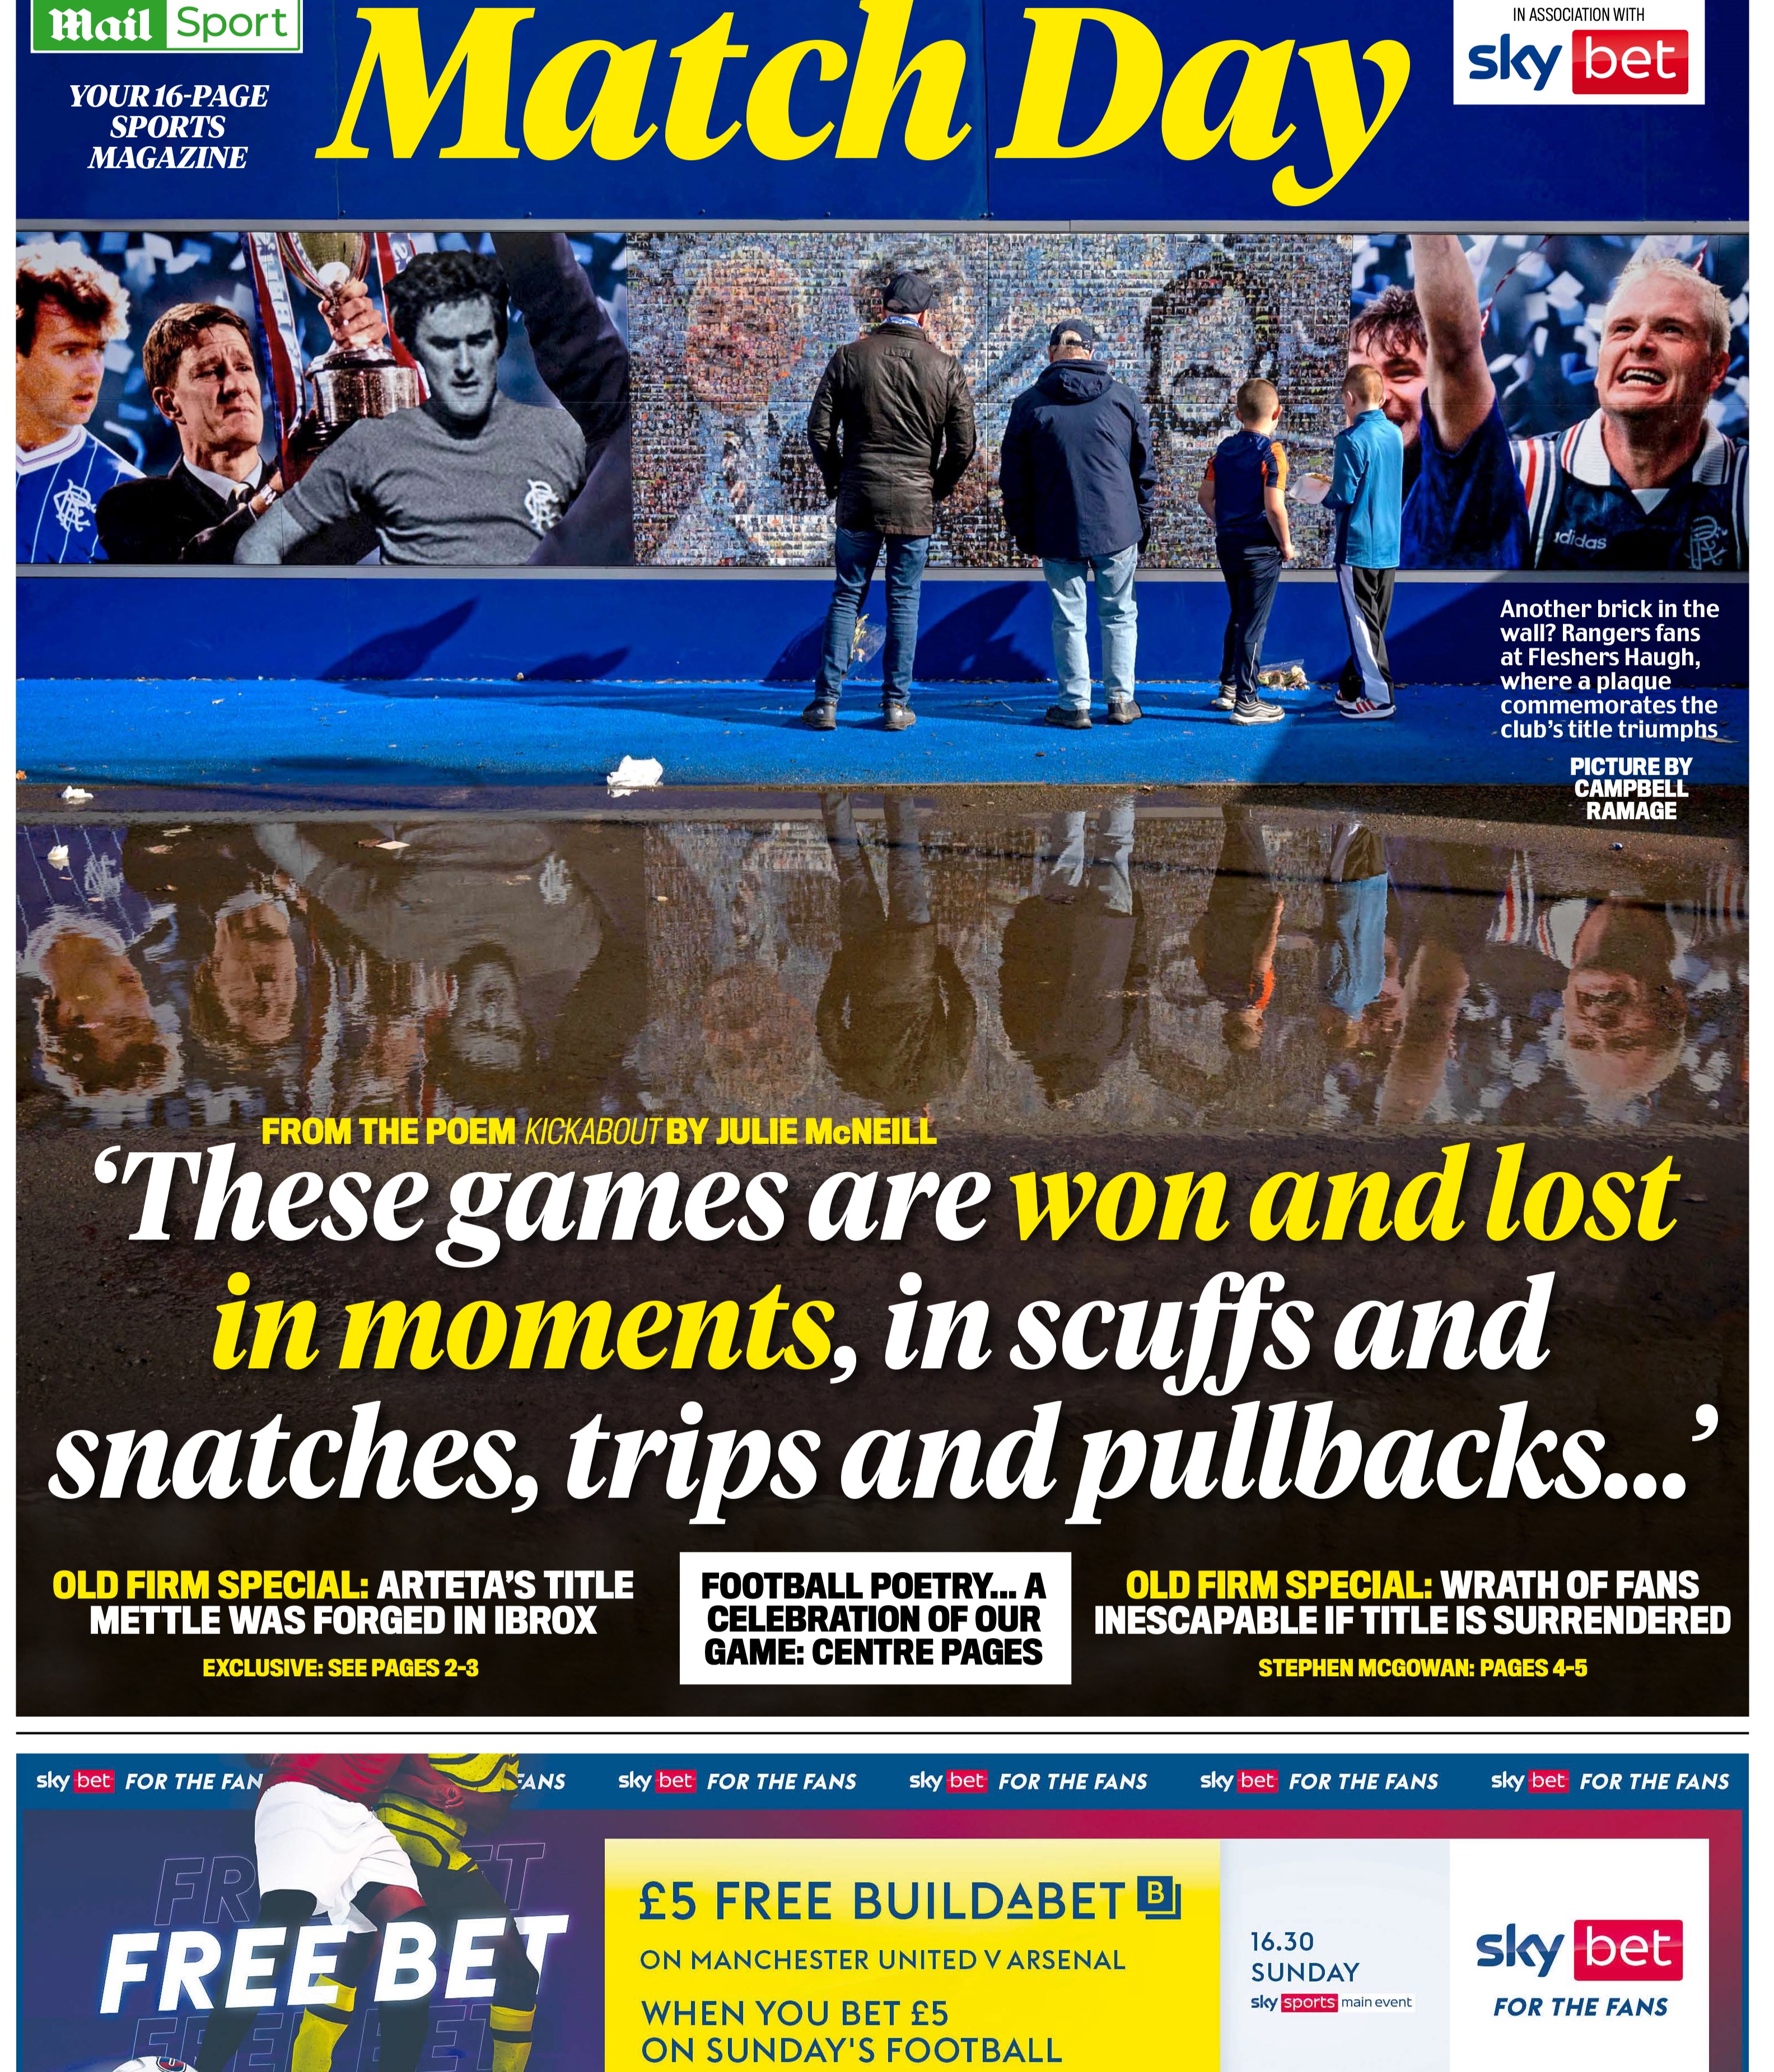 Mail Sport
YOUR 16-PAGE
SPORTS
MAGAZINE
Match Day
IN ASSOCIATION WITH
sky bet
adidas
Another brick in the
wall? Rangers fans
at Fleshers Haugh,
where a plaque
commemorates the
club's title triumphs
PICTURE BY
CAMPBELL
RAMAGE
FROM THE POEM KICKABOUT BY JULIE McNEILL
‘These games are won and lost
in moments, in scuffs and
snatches, trips and pullbacks...’
OLD FIRM SPECIAL: ARTETA'S TITLE
METTLE WAS FORGED IN IBROX
EXCLUSIVE: SEE PAGES 2-3
FOOTBALL POETRY... A
CELEBRATION OF OUR
GAME: CENTRE PAGES
OLD FIRM SPECIAL: WRATH OF FANS
INESCAPABLE IF TITLE IS SURRENDERED
STEPHEN MCGOWAN: PAGES 4-5
sky bet FOR THE FAN FANS sky bet FOR THE FANS sky bet FOR THE FANS sky bet FOR THE FANS sky bet FOR THE FANS
FREE BET
£5 FREE BUILDABET B
ON MANCHESTER UNITED V ARSENAL
WHEN YOU BET £5
ON SUNDAY'S FOOTBALL
16.30
SUNDAY
sky sports main event
sky bet
FOR THE FANS